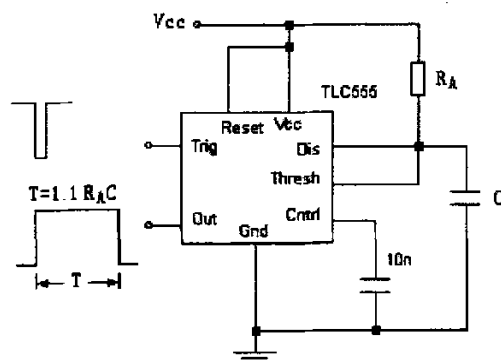 Vcc
TLC555
RA
Reset
Vcc
Trig
Dis
Thresh
T=1.1 RAC
Out
Cntrl
Gnd
C
10n
T